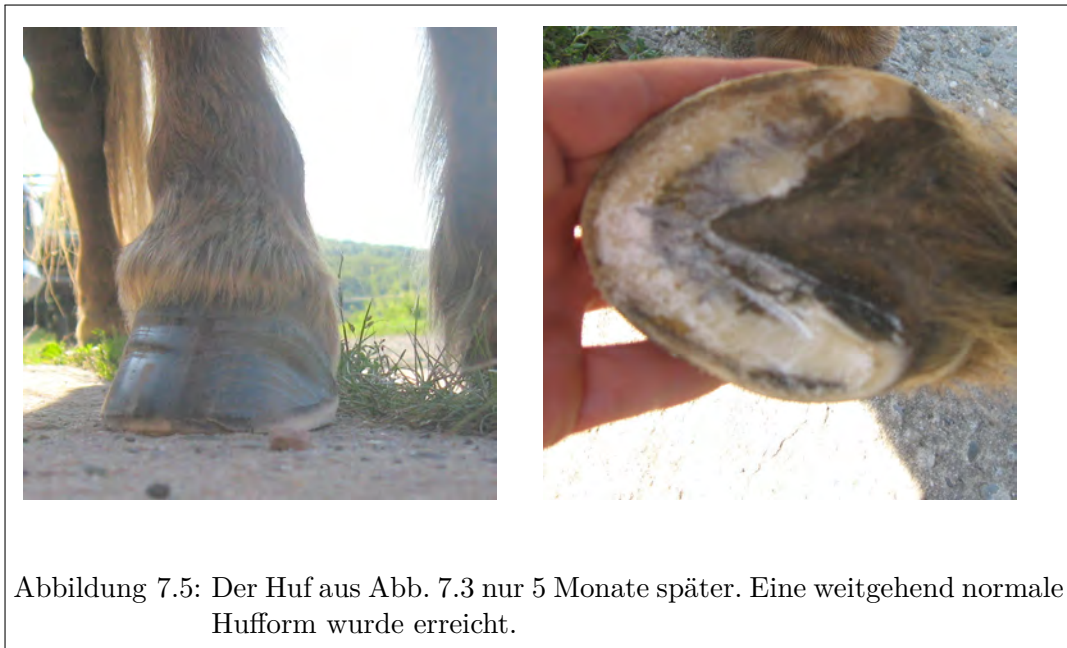 Abbildung 7.5: Der Huf aus Abb. 7.3 nur 5 Monate später. Eine weitgehend normale
Hufform wurde erreicht.